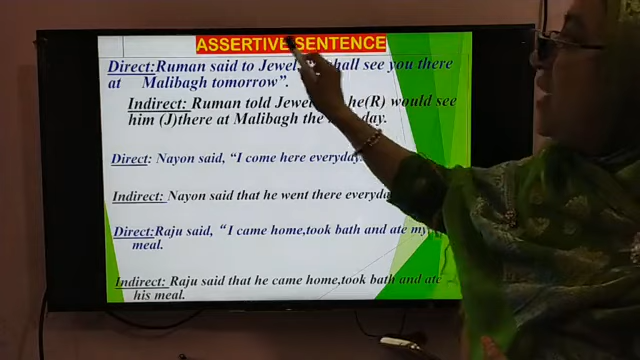 ASSERTIVE SENTENCE
Direct: Ruman said to Jewel, shall see you there
at Malibagh tomorrow”.
Indirect: Ruman told Jewel he(R) would see
him (J)there at Malibagh the day.
Direct: Nayon said, “I come here everyday.
Indirect: Nayon said that he went there everyda
Direct:Raju said, “I came home,took bath and ate my
meal.
Indirect: Raju said that he came home,took bath and ate
his meal.